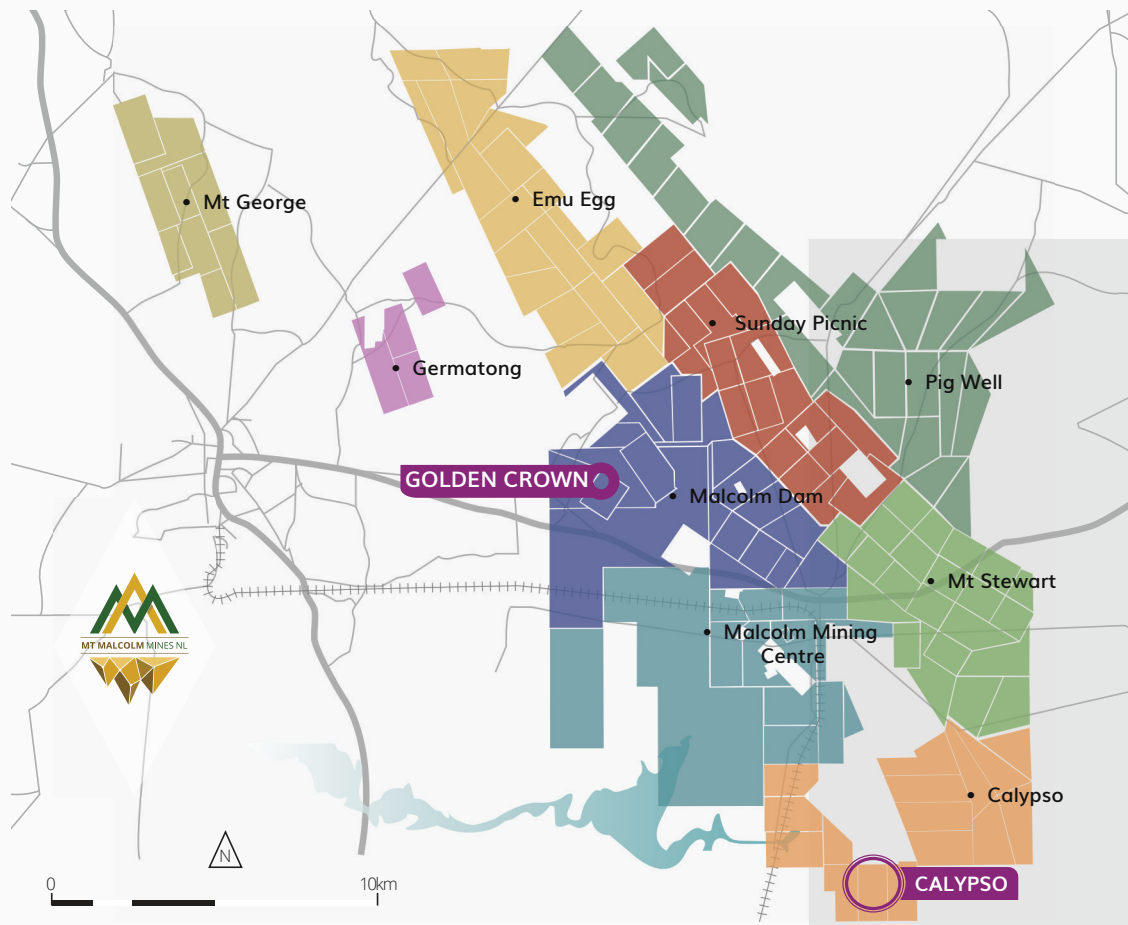 Mt George
Emu Egg
Sunday Picnic
Germatong
Pig Well
GOLDEN CROWN
Malcolm Dam
Mt Stewart
Malcolm Mining
Centre
MT MALCOLM MINES NL
Calypso
N
0
10km
CALYPSO